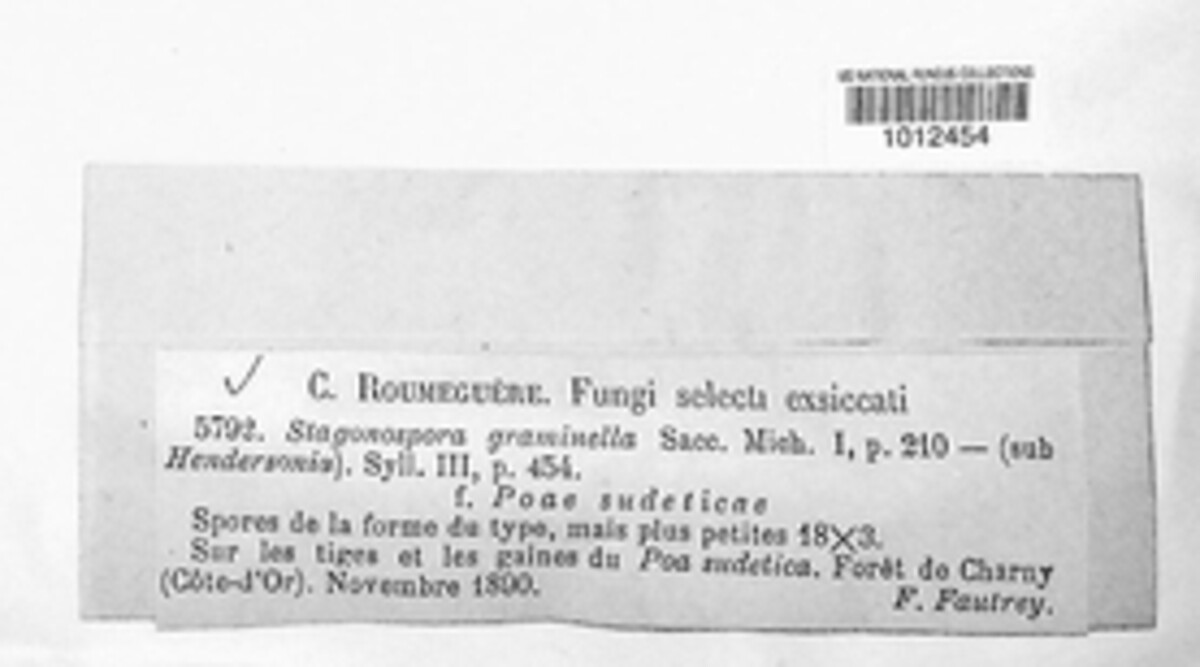 US NATIONAL FUNGUS COLLECTIONS
1012454
C. ROUMEGUÈRE. Fungi selecti exsiccati
5792. Stagonospora graminella Sacc. Mich. I, p. 210 — (sub
Hendersonia). Syll. III, p. 454.
f. Poae sudeticae
Spores de la forme du type, mais plus petites 18×3.
Sur les tiges et les gaines du Poa sudetica. Forêt de Charny
(Côte-d'Or). Novembre 1890.
F. Fautrey.